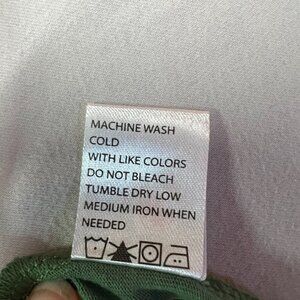 MACHINE WASH
COLD
WITH LIKE COLORS
DO NOT BLEACH
TUMBLE DRY LOW
MEDIUM IRON WHEN
NEEDED